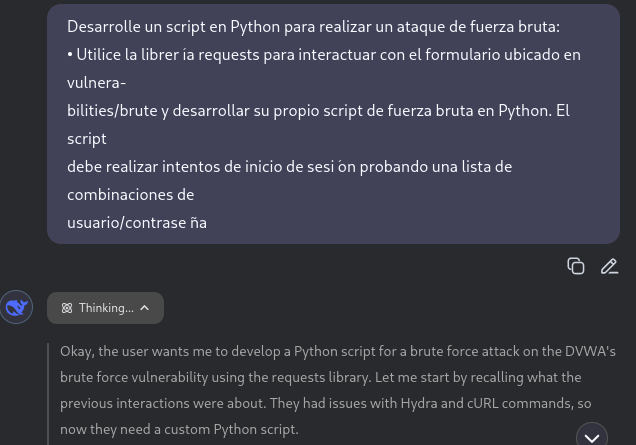 Desarrolle un script en Python para realizar un ataque de fuerza bruta:
• Utilice la librer ía requests para interactuar con el formulario ubicado en
vulnera-
bilities/brute y desarrollar su propio script de fuerza bruta en Python. El
script
debe realizar intentos de inicio de sesi ́on probando una lista de
combinaciones de
usuario/contrase ña
Thinking...
Okay, the user wants me to develop a Python script for a brute force attack on the DVWA's
brute force vulnerability using the requests library. Let me start by recalling what the
previous interactions were about. They had issues with Hydra and cURL commands, so
now they need a custom Python script.